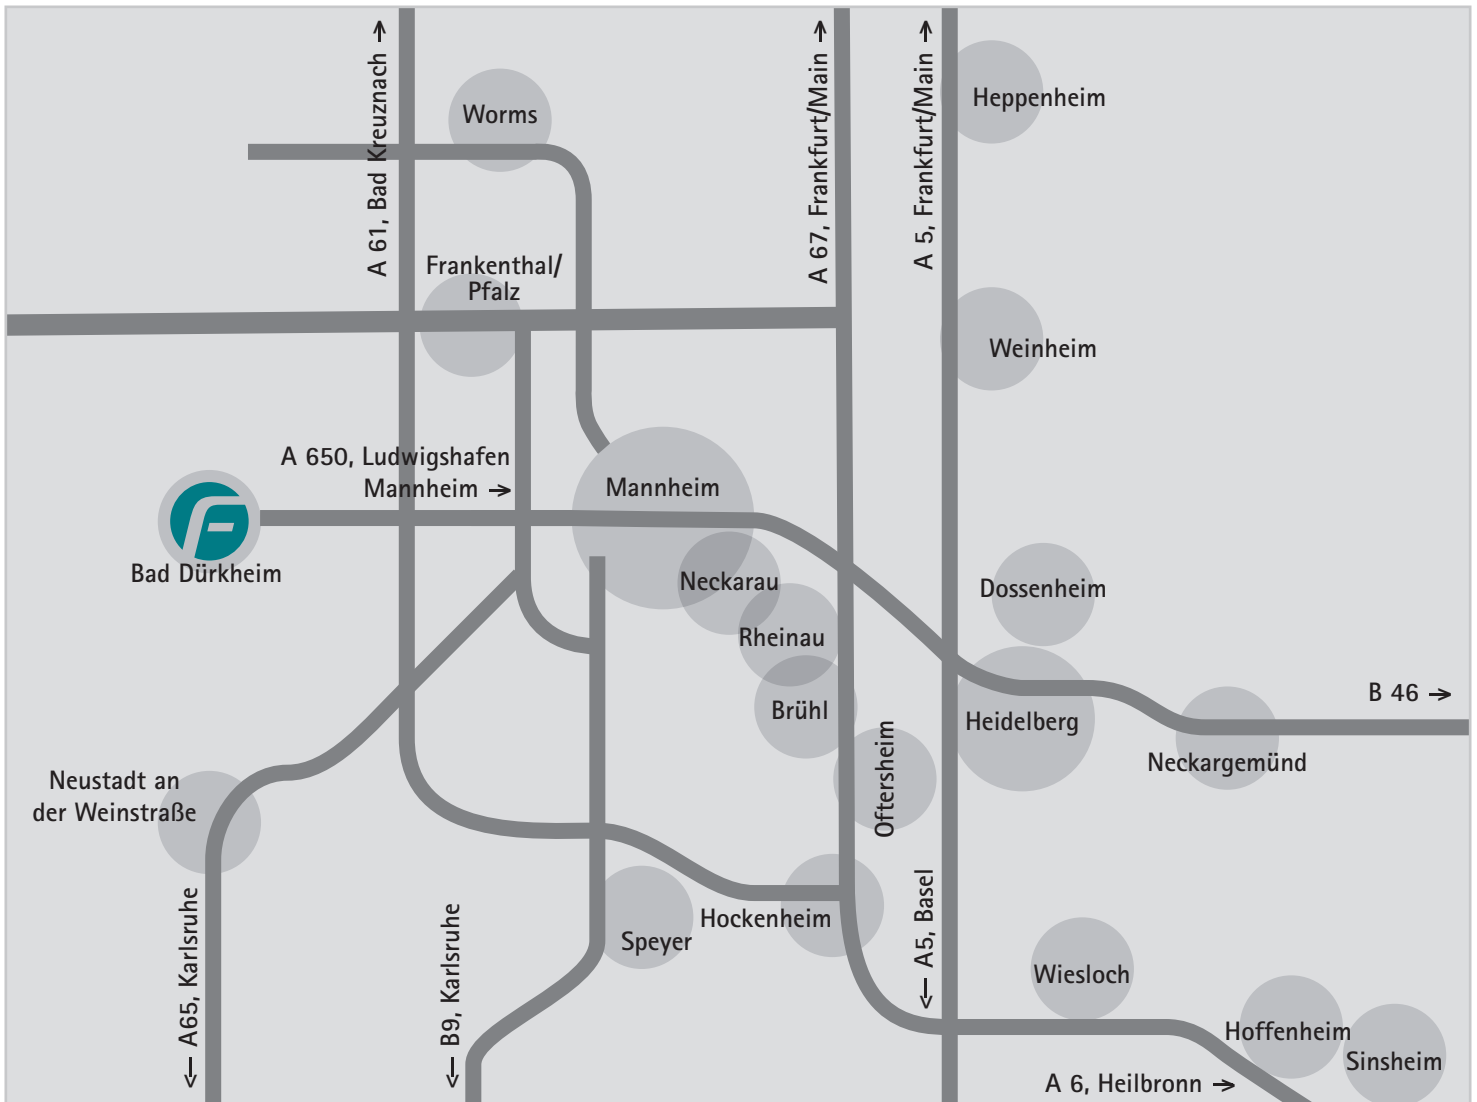 A 61, Bad Kreuznach →
A 67, Frankfurt/Main →
A 5, Frankfurt/Main →
Worms
Heppenheim
Frankenthal/
Pfalz
Weinheim
A 650, Ludwigshafen
Mannheim →
Mannheim
Bad Dürkheim
Neckarau
Dossenheim
Rheinau
B 46 →
Brühl
Heidelberg
Oftersheim
Neckargemünd
Neustadt an
der Weinstraße
Hockenheim
Speyer
← A65, Karlsruhe
← B9, Karlsruhe
← A5, Basel
Wiesloch
Hoffenheim
Sinsheim
A 6, Heilbronn →